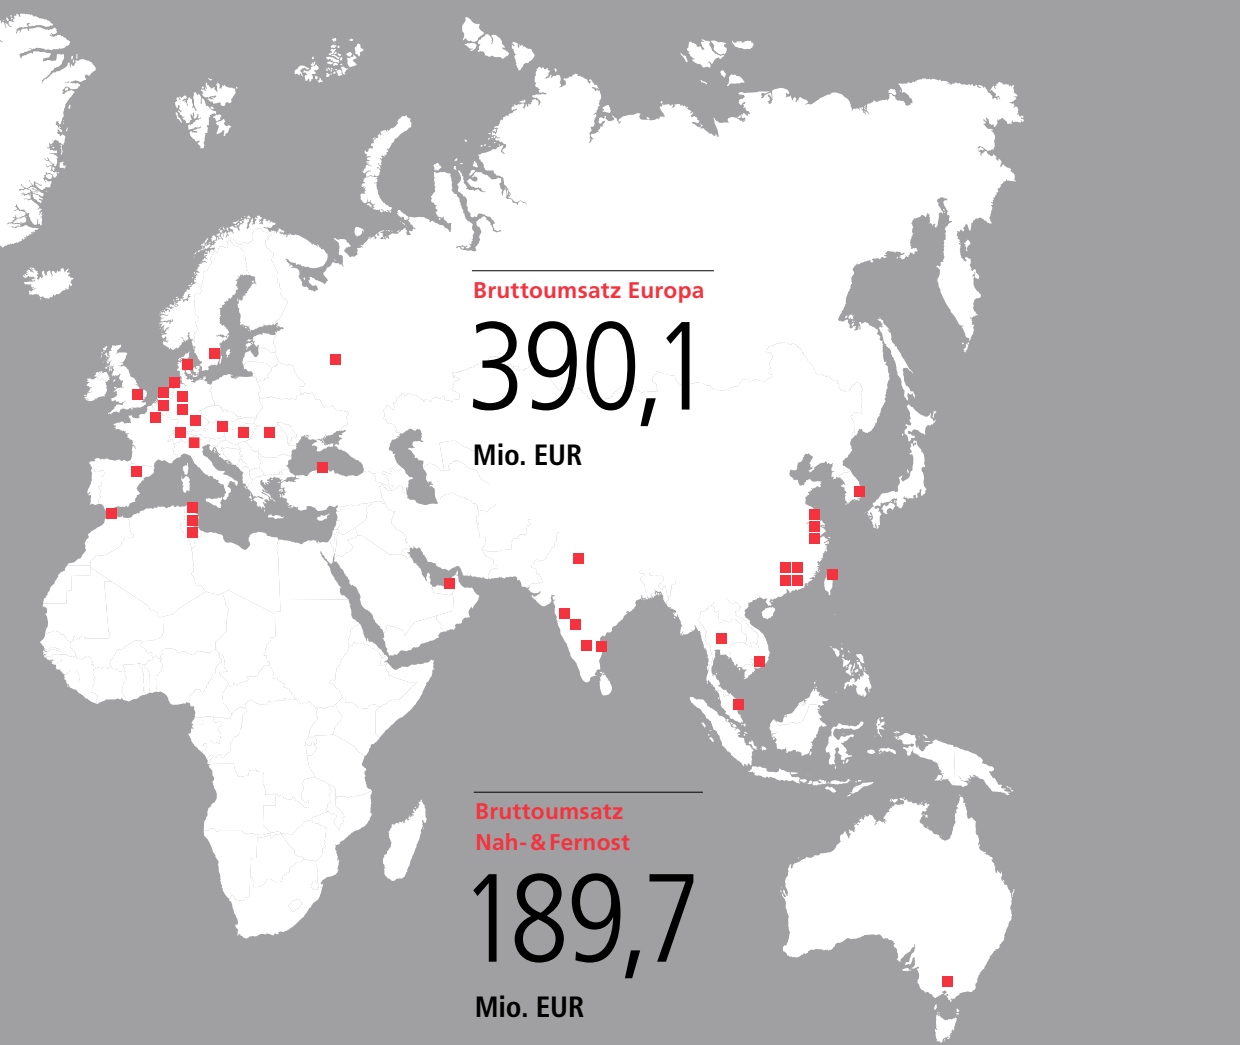 Bruttoumsatz Europa
390,1
Mio. EUR
Bruttoumsatz
Nah- & Fernost
189,7
Mio. EUR